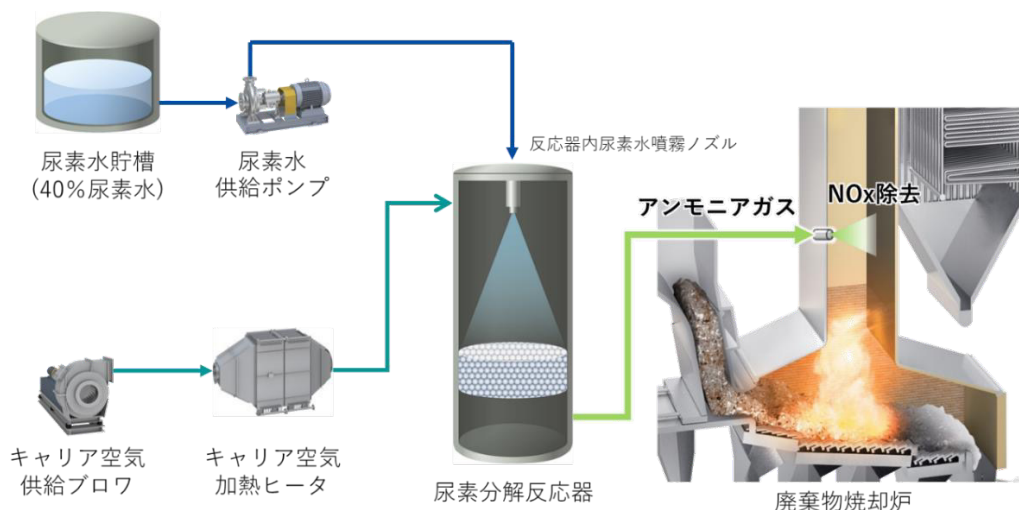 反応器内尿素水噴霧ノズル
尿素水貯槽
(40%尿素水)
尿素水
供給ポンプ
アンモニアガス
NOx除去
キャリア空気
供給ブロワ
キャリア空気
加熱ヒータ
尿素分解反応器
廃棄物焼却炉